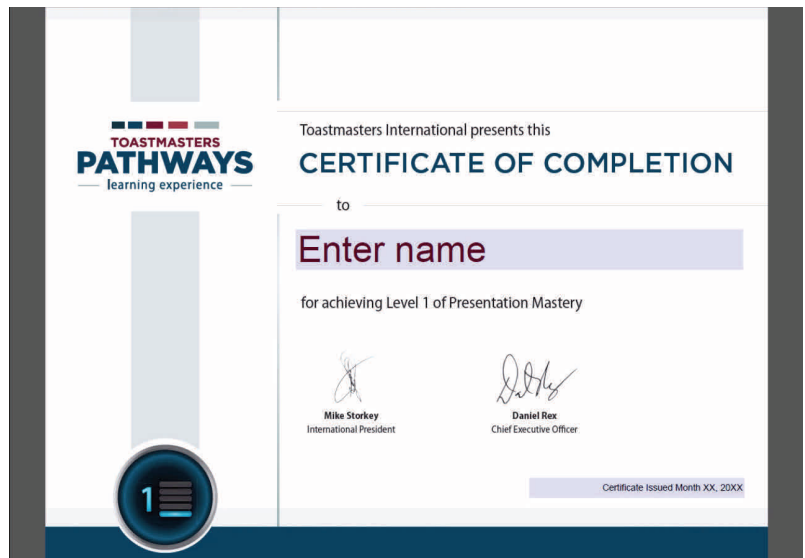 TOASTMASTERS
PATHWAYS
learning experience
Toastmasters International presents this
CERTIFICATE OF COMPLETION
to
Enter name
for achieving Level 1 of Presentation Mastery
Mike Storkey
International President
Daniel Rex
Chief Executive Officer
1
Certificate Issued Month XX, 20XX